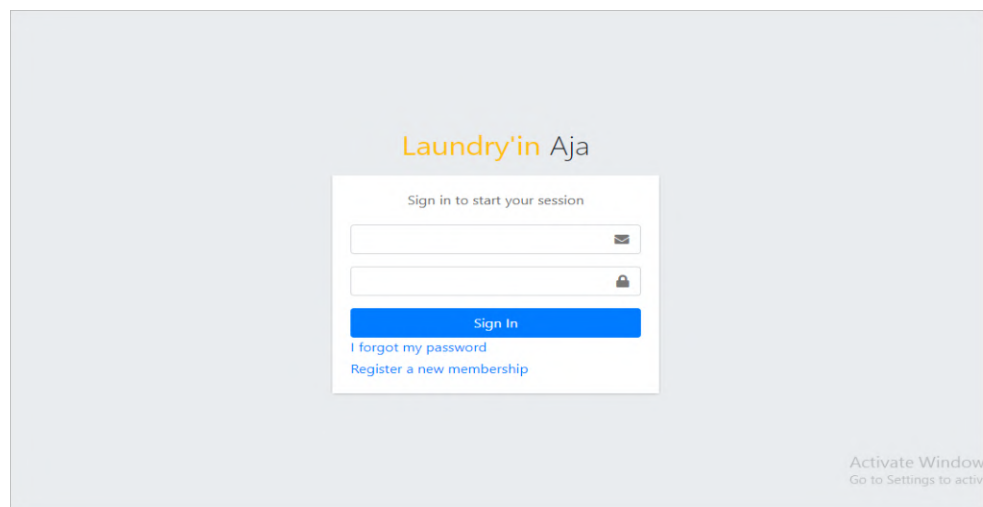 Laundry'in Aja
Sign in to start your session
Sign In
I forgot my password
Register a new membership
Activate Window
Go to Settings to activ